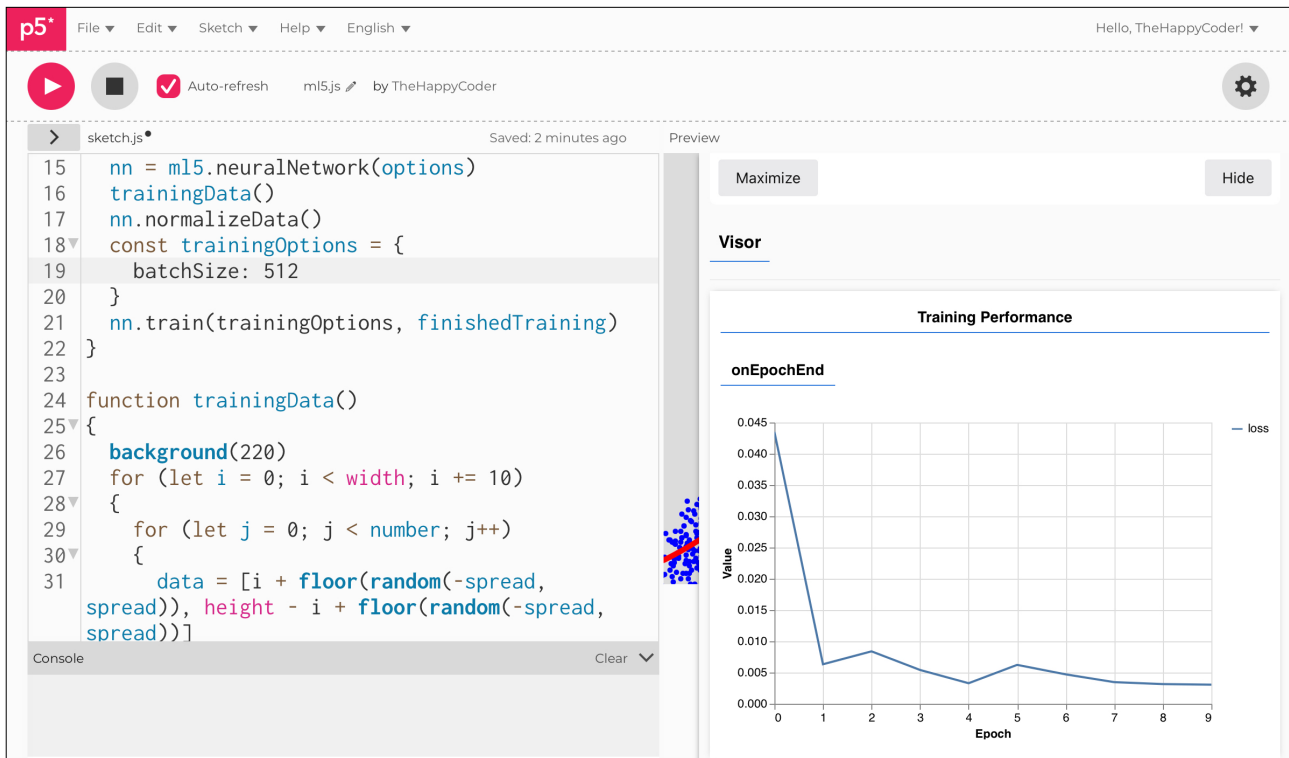 p5* File Edit Sketch Help English Hello, TheHappyCoder!
Auto-refresh ml5.js by TheHappyCoder
sketch.js Saved: 2 minutes ago Preview
15 nn = ml5.neuralNetwork(options)
16 trainingData()
17 nn.normalizeData()
18 const trainingOptions = {
19 batchSize: 512
20 }
21 nn.train(trainingOptions, finishedTraining)
22 }
23
24 function trainingData()
25 {
26 background(220)
27 for (let i = 0; i < width; i += 10)
28 {
29 for (let j = 0; j < number; j++)
30 {
31 data = [i + floor(random(-spread,
spread)), height - i + floor(random(-spread,
spread))]
Console Clear
Maximize Hide
Visor
Training Performance
onEpochEnd
0.045
0.040
0.035
0.030
0.025
0.020
0.015
0.010
0.005
0.000
Value
0 1 2 3 4 5 6 7 8 9
Epoch
loss